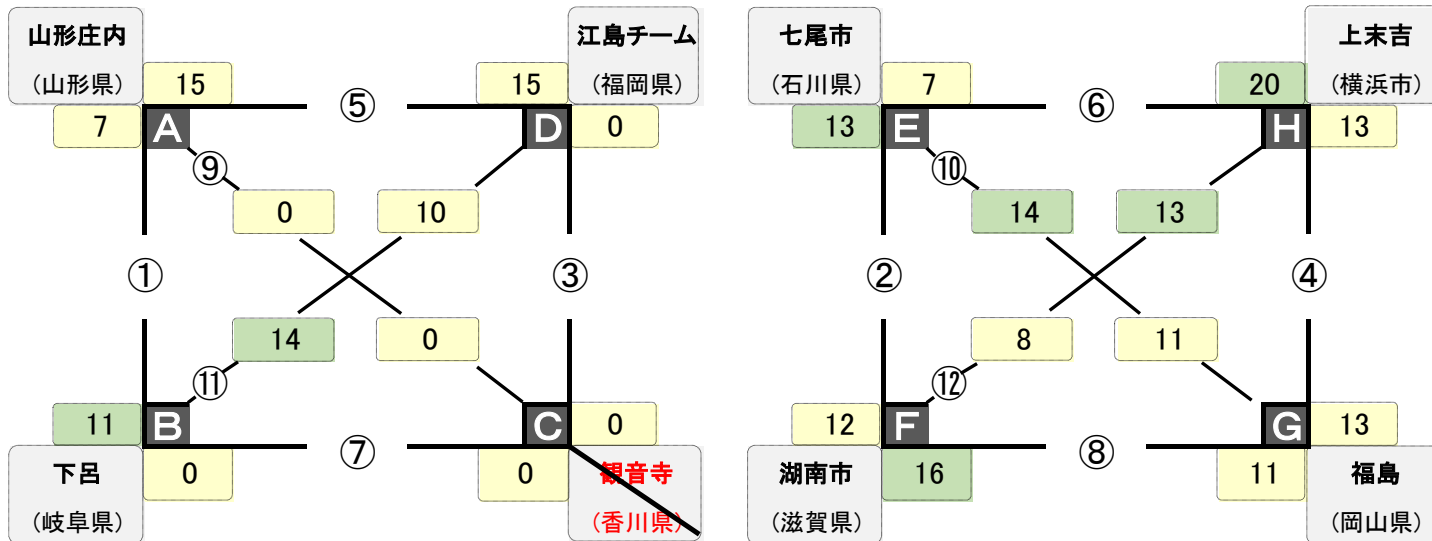 山形庄内 江島チーム 七尾市 上末吉
(山形県) 15 ⑤ 15 (福岡県) (石川県) 7 ⑥ 20 (横浜市)
7 A D 0 13 E H 13
⑨ ⑩
0 10 14 13
① ③ ② ④
14 0 8 11
⑪ ⑫
11 B C 0 12 F G 13
下呂 0 ⑦ 0 観音寺 湖南市 16 ⑧ 11 福島
(岐阜県) (香川県) (滋賀県) (岡山県)